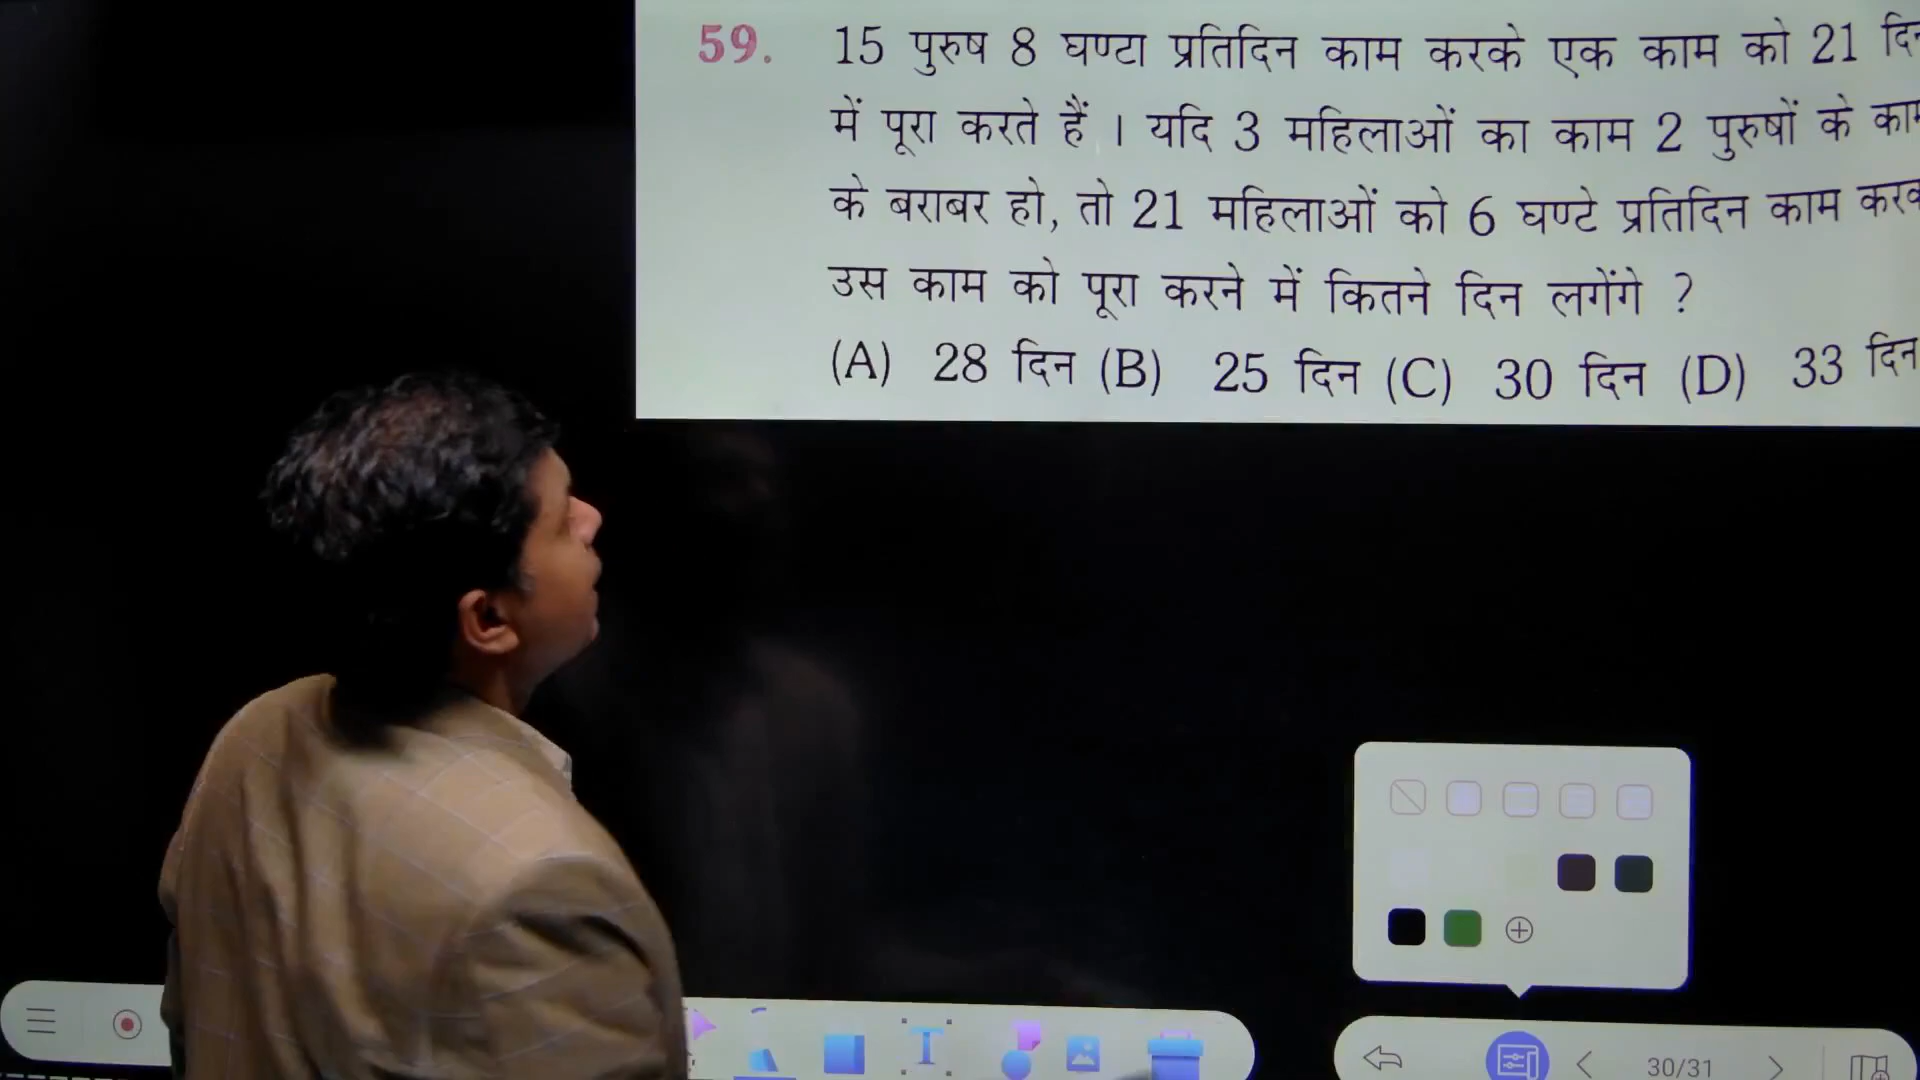 59. 15 पुरुष 8 घण्टा प्रतिदिन काम करके एक काम को 21
में पूरा करते हैं । यदि 3 महिलाओं का काम 2 पुरुषों के
के बराबर हो, तो 21 महिलाओं को 6 घण्टे प्रतिदिन काम
उस काम को पूरा करने में कितने दिन लगेंगे ?
(A) 28 दिन (B) 25 दिन (C) 30 दिन (D) 33 दिन
T
30/31